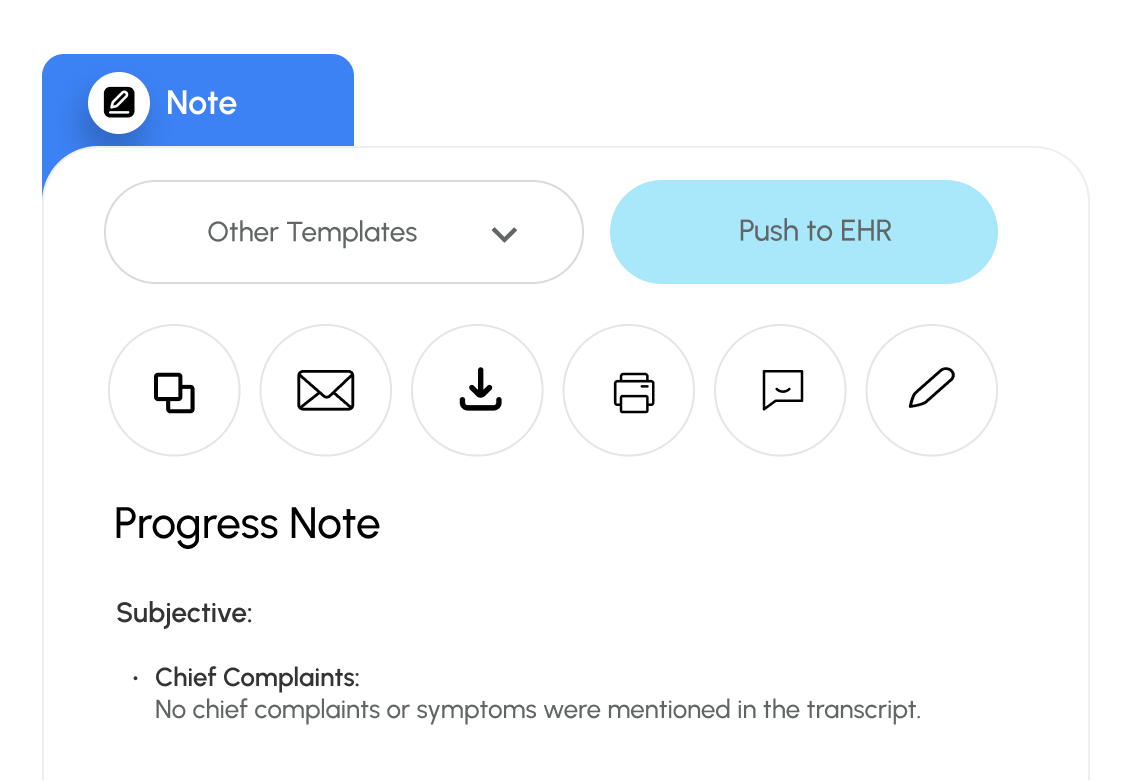 Note
Other Templates
Push to EHR
Progress Note
Subjective:
· Chief Complaints:
No chief complaints or symptoms were mentioned in the transcript.